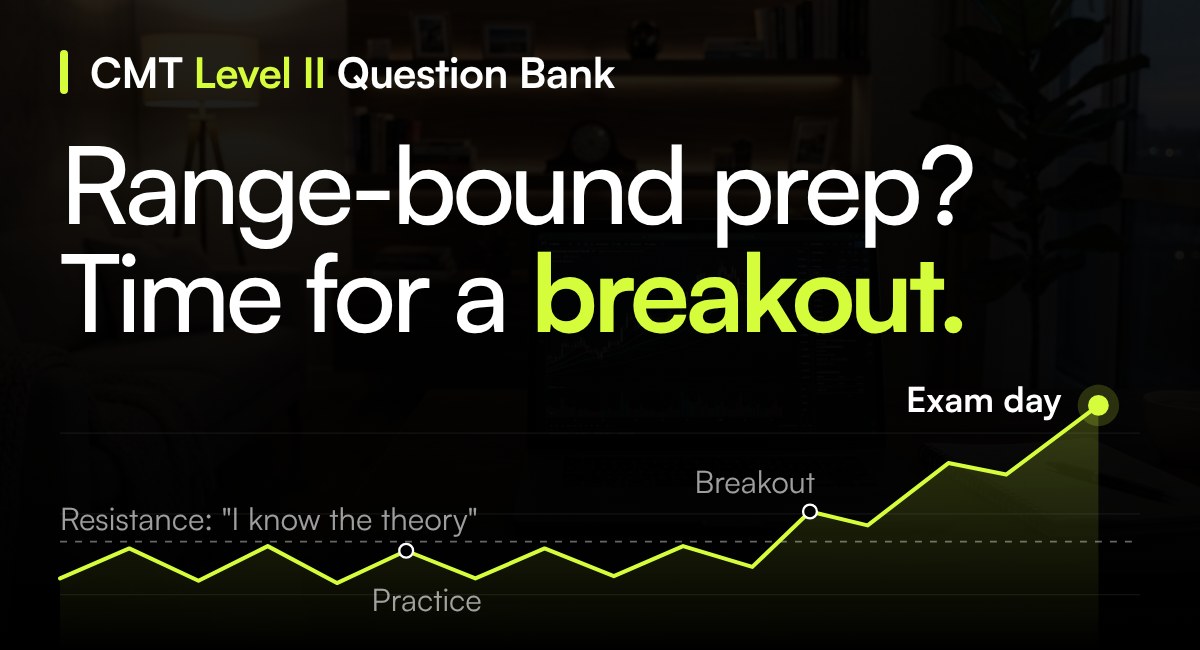 CMT Level II Question Bank
Range-bound prep?
Time for a breakout.
Exam day
Breakout
Resistance: "I know the theory"
Practice